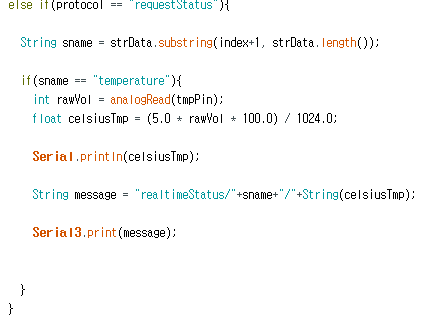 else if(protocol == "requestStatus"){
String sname = strData.substring(index+1, strData.length());
if(sname == "temperature"){
int rawVol = analogRead(tmpPin);
float celsiusTmp = (5.0 * rawVol * 100.0) / 1024.0;
Serial.println(celsiusTmp);
String message = "realtimeStatus/"+sname+"/"+String(celsiusTmp);
Serial3.print(message);
}
}